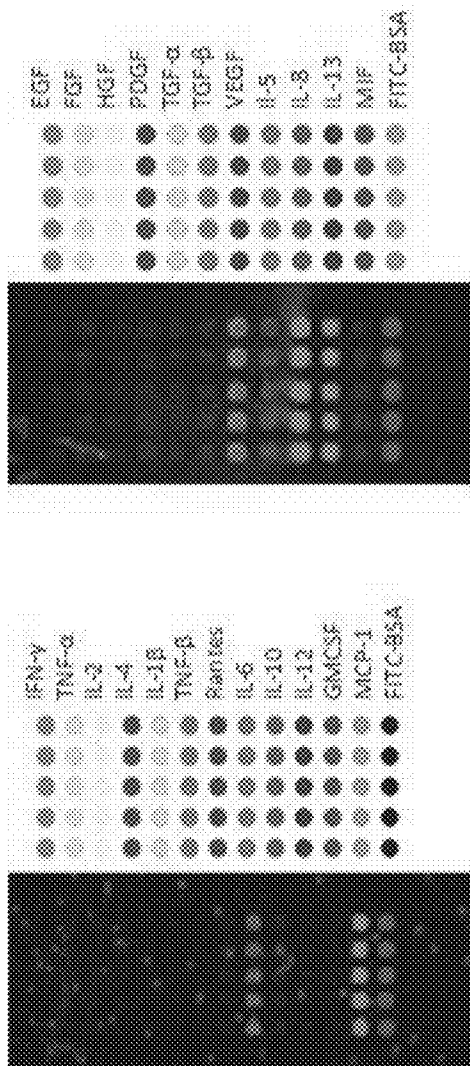 EGF
FGF
HGF
PDGF
TGF-α
TGF-β
VEGF
Il-5
IL-8
IL-13
MIF
FITC-BSA
IFN-γ
TNF-α
IL-2
IL-4
IL-1β
TNF-β
Rantes
IL-6
IL-10
IL-12
GMCSF
MCP-1
FITC-BSA